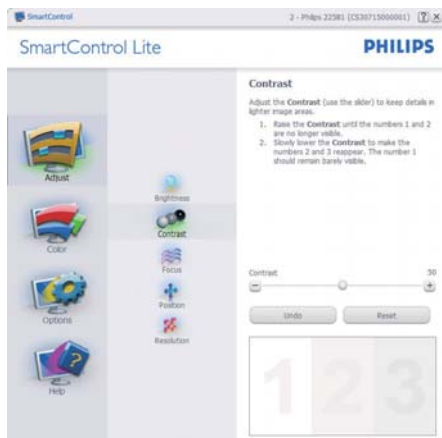 SmartControl
2 - Philips 225B1 (CS30715000001)
SmartControl Lite
PHILIPS
Adjust
Color
Options
Help
Brightness
Contrast
Focus
Position
Resolution
Contrast
Adjust the Contrast (use the slider) to keep details in
lighter image areas.
1. Raise the Contrast until the numbers 1 and 2
are no longer visible.
2. Slowly lower the Contrast to make the
numbers 2 and 3 reappear. The number 1
should remain barely visible.
Contrast 50
Undo Reset
1 2 3